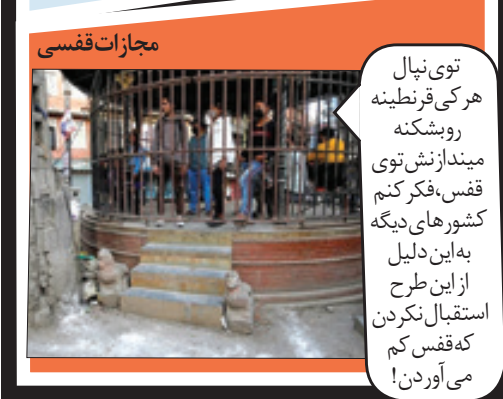 مجازات قفسی
توی نپال
هر کی قرنطینه
رو بشکنه
میندازنش توی
قفس، فکر کنم
کشورهای دیگه
به این دلیل
از این طرح
استقبال نکردن
که قفس کم
می‌آوردن!